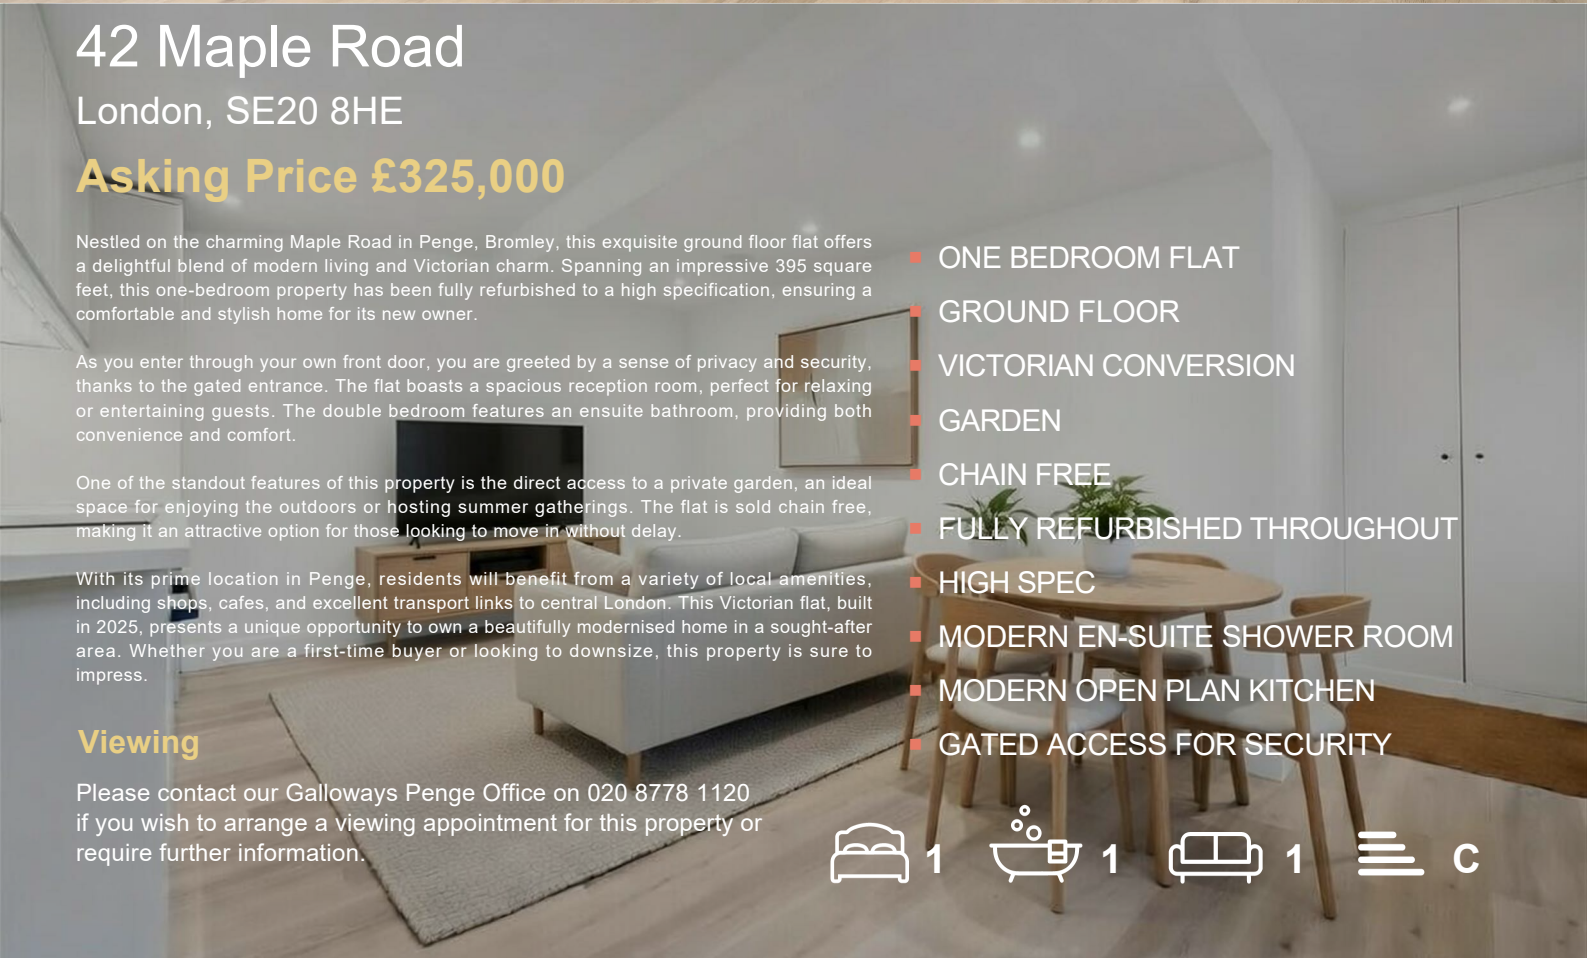 42 Maple Road
London, SE20 8HE
Asking Price £325,000
Nestled on the charming Maple Road in Penge, Bromley, this exquisite ground floor flat offers
a delightful blend of modern living and Victorian charm. Spanning an impressive 395 square
feet, this one-bedroom property has been fully refurbished to a high specification, ensuring a
comfortable and stylish home for its new owner.
As you enter through your own front door, you are greeted by a sense of privacy and security,
thanks to the gated entrance. The flat boasts a spacious reception room, perfect for relaxing
or entertaining guests. The double bedroom features an ensuite bathroom, providing both
convenience and comfort.
One of the standout features of this property is the direct access to a private garden, an ideal
space for enjoying the outdoors or hosting summer gatherings. The flat is sold chain free,
making it an attractive option for those looking to move in without delay.
With its prime location in Penge, residents will benefit from a variety of local amenities,
including shops, cafes, and excellent transport links to central London. This Victorian flat, built
in 2025, presents a unique opportunity to own a beautifully modernised home in a sought-after
area. Whether you are a first-time buyer or looking to downsize, this property is sure to
impress.
Viewing
Please contact our Galloways Penge Office on 020 8778 1120
if you wish to arrange a viewing appointment for this property or
require further information.
ONE BEDROOM FLAT
GROUND FLOOR
VICTORIAN CONVERSION
GARDEN
CHAIN FREE
FULLY REFURBISHED THROUGHOUT
HIGH SPEC
MODERN EN-SUITE SHOWER ROOM
MODERN OPEN PLAN KITCHEN
GATED ACCESS FOR SECURITY
1 1 1 C